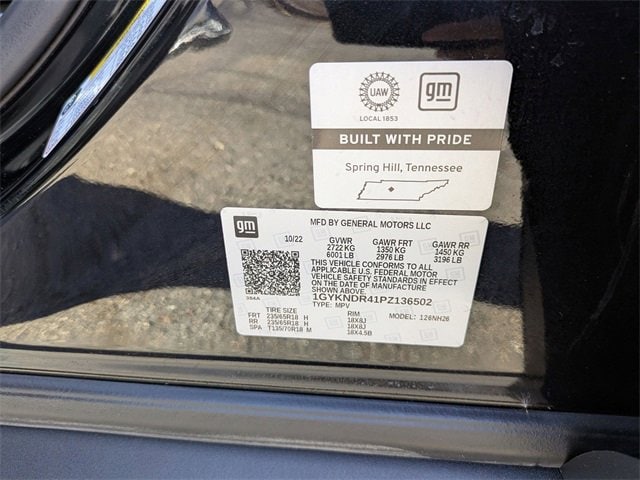 UAW
gm
LOCAL 1853
BUILT WITH PRIDE
Spring Hill, Tennessee
gm
MFD BY GENERAL MOTORS LLC
10/22 GVWR GAWR FRT GAWR RR
2722 KG 1350 KG 1450 KG
6001 LB 2976 LB 3196 LB
THIS VEHICLE CONFORMS TO ALL
APPLICABLE U.S. FEDERAL MOTOR
VEHICLE SAFETY STANDARDS IN EFFECT
ON THE DATE OF MANUFACTURE
SHOWN ABOVE.
384A
1GYKNDR41PZ136502
TYPE: MPV MODEL: 126NH26
TIRE SIZE RIM
FRT 235/65R18 H 18X8J
RR 235/65R18 H 18X8J
SPA T135/70R18 M 18X4.5B